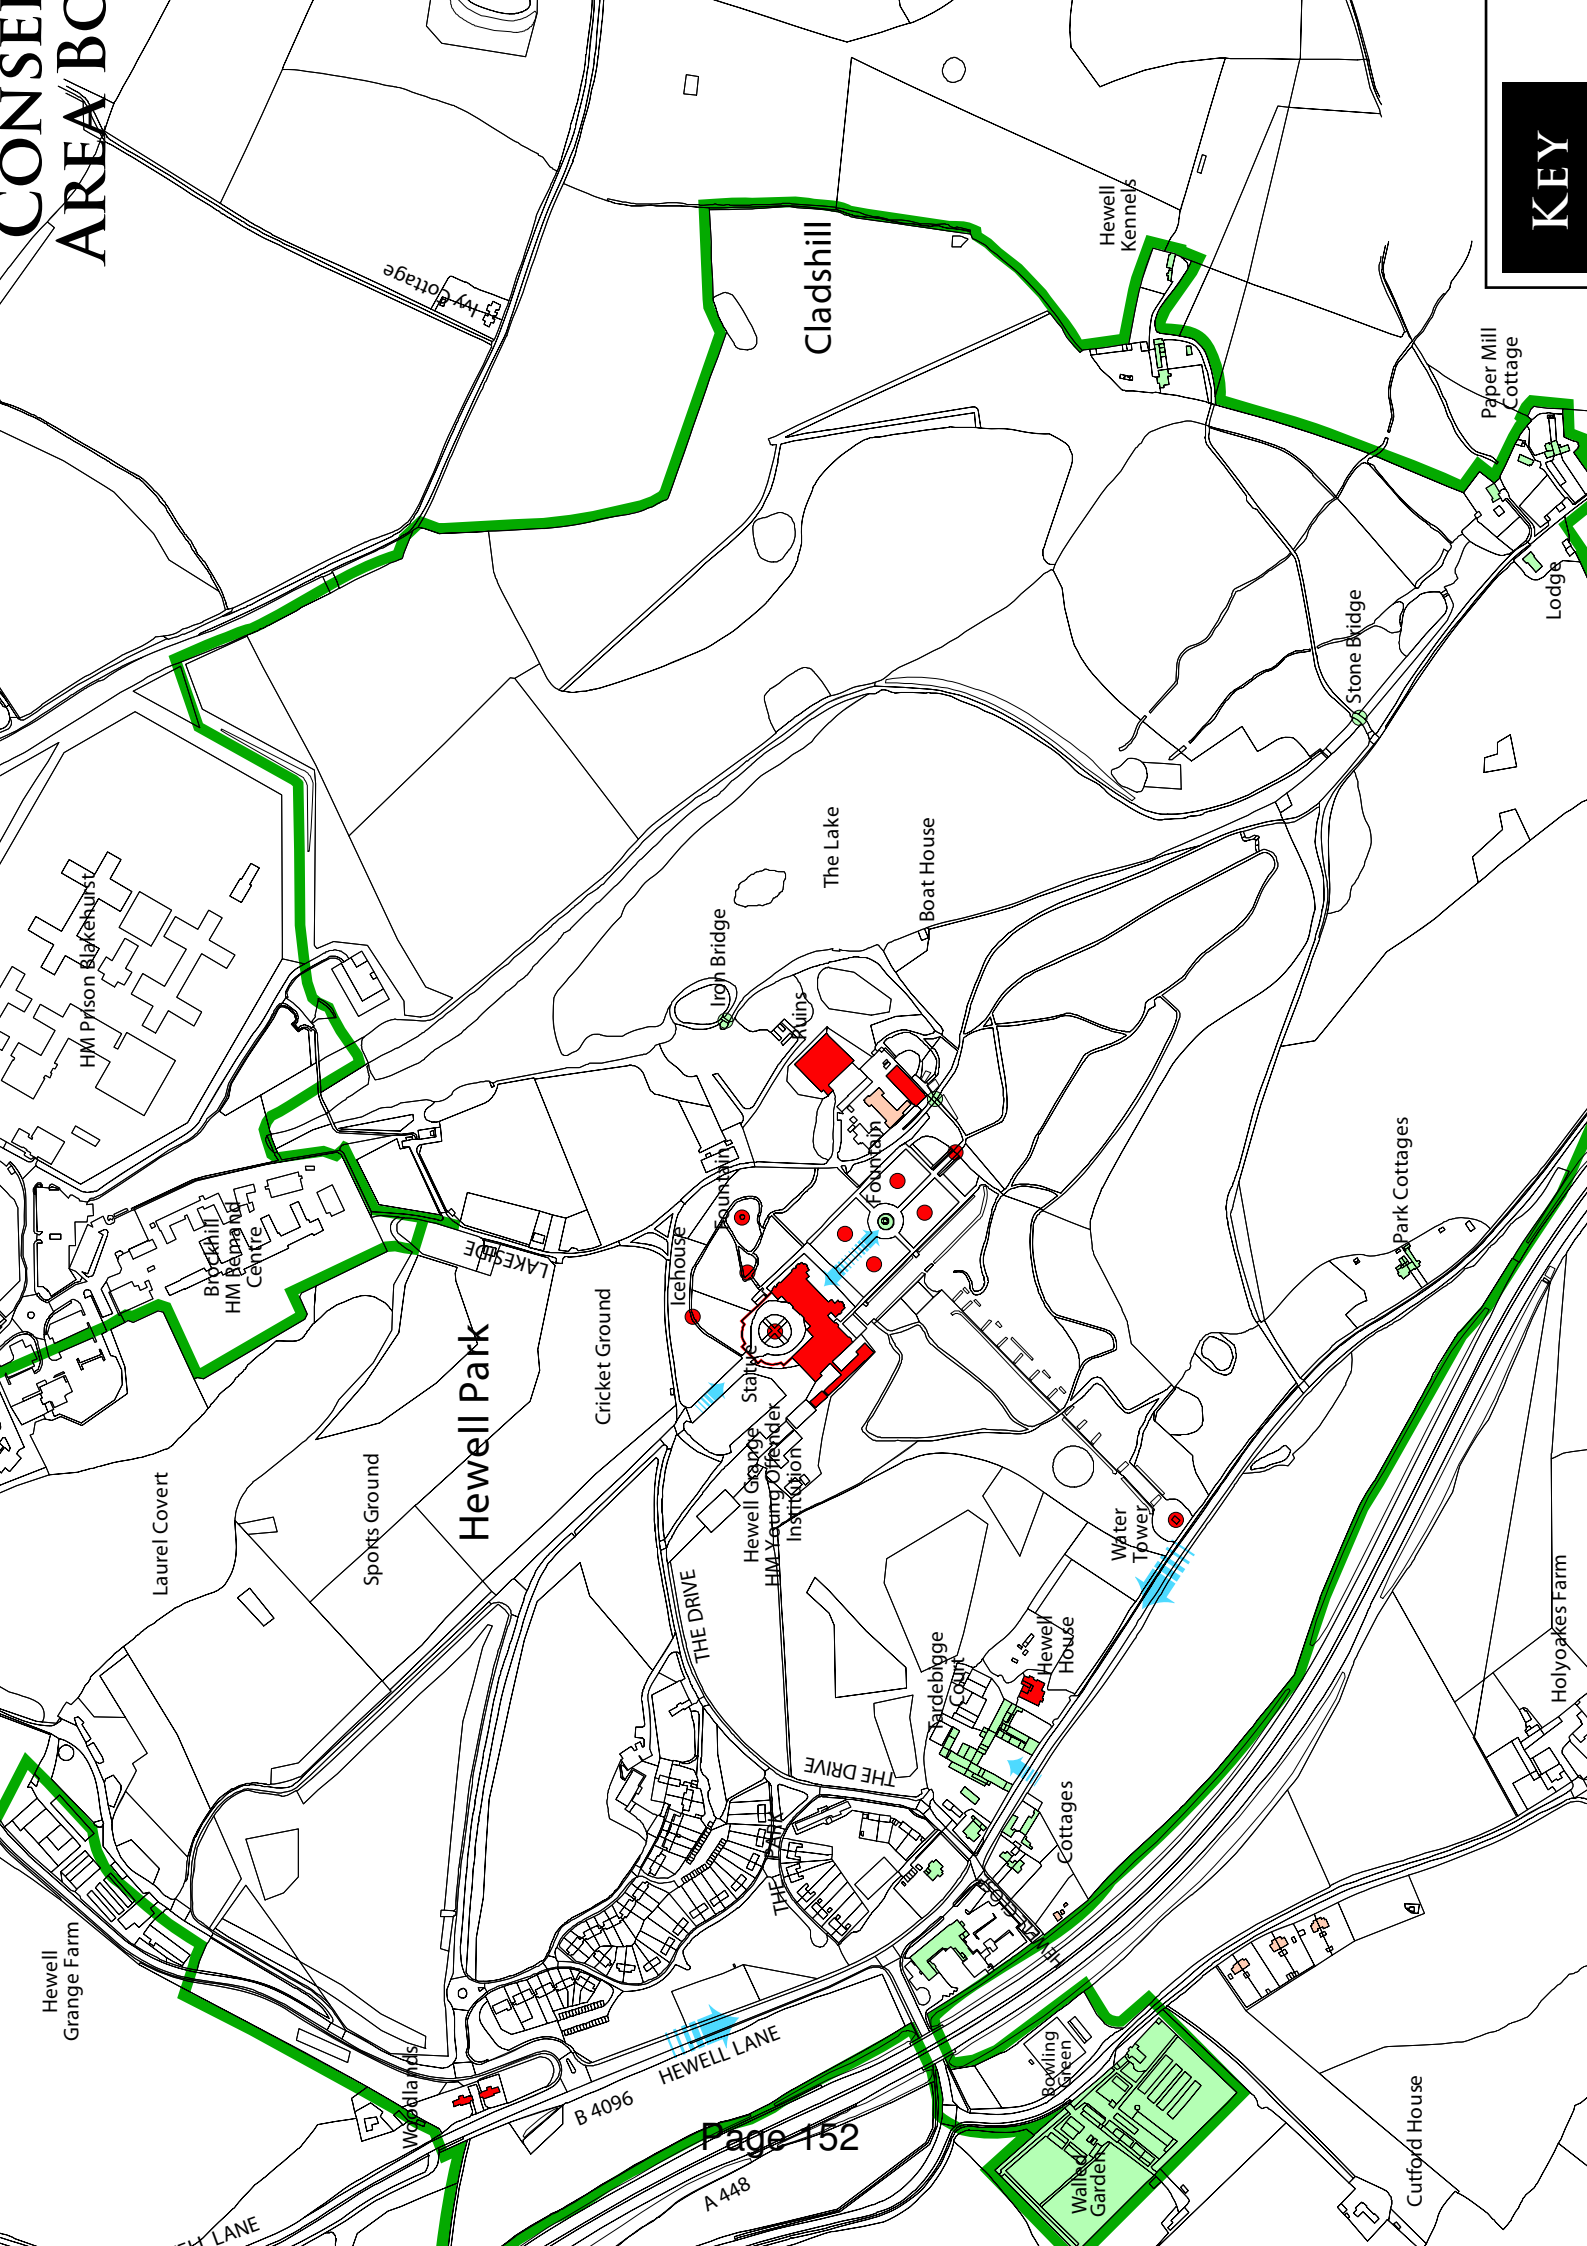 CONSE
AREA BO
KEY
Ivy Cottage
Cladshill
Hewell
Kennels
Paper Mill
Cottage
Lodge
Stone Bridge
HM Prison Blakehurst
The Lake
Boat House
Iron Bridge
Ruins
Brockhill
HM Remand
Centre
LAKESIDE
Fountain
Fountain
Icehouse
Park Cottages
Hewell Park
Cricket Ground
Statue
Hewell Grange
HM Young Offender
Institution
Laurel Covert
Sports Ground
Water
Tower
THE DRIVE
Tardebigge
Court
Hewell
House
Holyoakes Farm
THE DRIVE
THE PARK
Cottages
Hewell
Grange Farm
Woodlands
HEWELL LANE
B 4096
Bowling
Green
Walled
Garden
Cutford House
A 448
LANE
Page 152